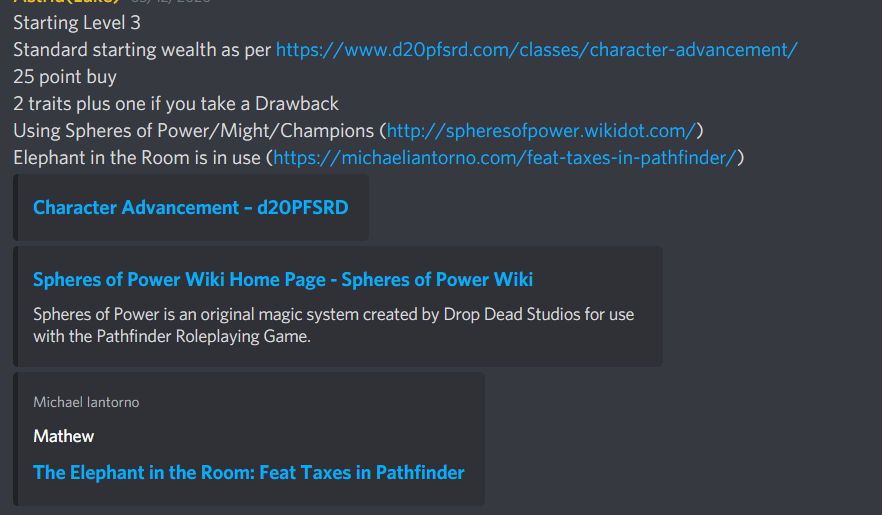 Starting Level 3
Standard starting wealth as per https://www.d20pfsrd.com/classes/character-advancement/
25 point buy
2 traits plus one if you take a Drawback
Using Spheres of Power/Might/Champions (http://spheresofpower.wikidot.com/)
Elephant in the Room is in use (https://michaeliantorno.com/feat-taxes-in-pathfinder/)
Character Advancement – d20PFSRD
Spheres of Power Wiki Home Page - Spheres of Power Wiki
Spheres of Power is an original magic system created by Drop Dead Studios for use
with the Pathfinder Roleplaying Game.
Michael Iantorno
Mathew
The Elephant in the Room: Feat Taxes in Pathfinder